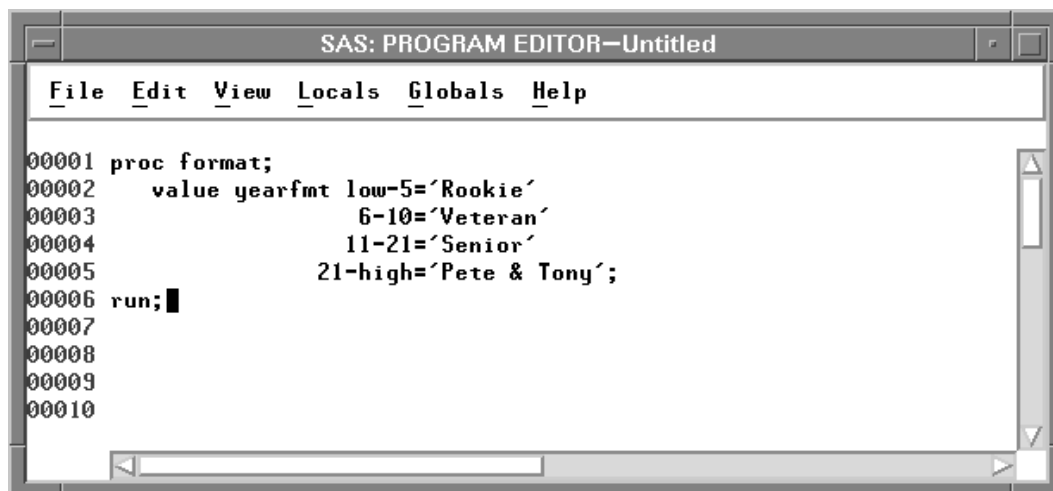 SAS: PROGRAM EDITOR—Untitled
File Edit View Locals Globals Help
00001 proc format;
00002    value yearfmt low-5=´Rookie´
00003                   6-10=´Veteran´
00004                  11-21=´Senior´
00005                21-high=´Pete & Tony´;
00006 run;
00007
00008
00009
00010